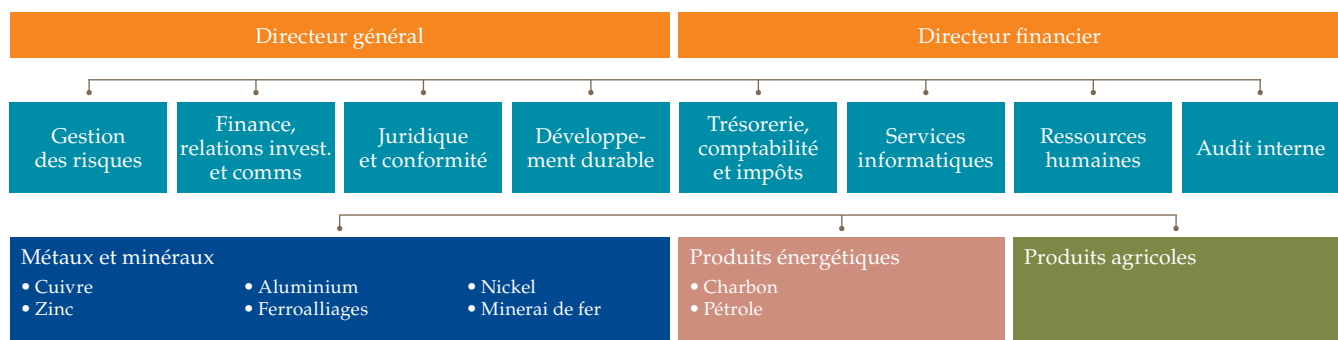 Directeur général
Directeur financier
Gestion
des risques
Finance,
relations invest.
et comms
Juridique
et conformité
Développe-
ment durable
Trésorerie,
comptabilité
et impôts
Services
informatiques
Ressources
humaines
Audit interne
Métaux et minéraux
• Cuivre
• Zinc
• Aluminium
• Ferroalliages
• Nickel
• Minerai de fer
Produits énergétiques
• Charbon
• Pétrole
Produits agricoles